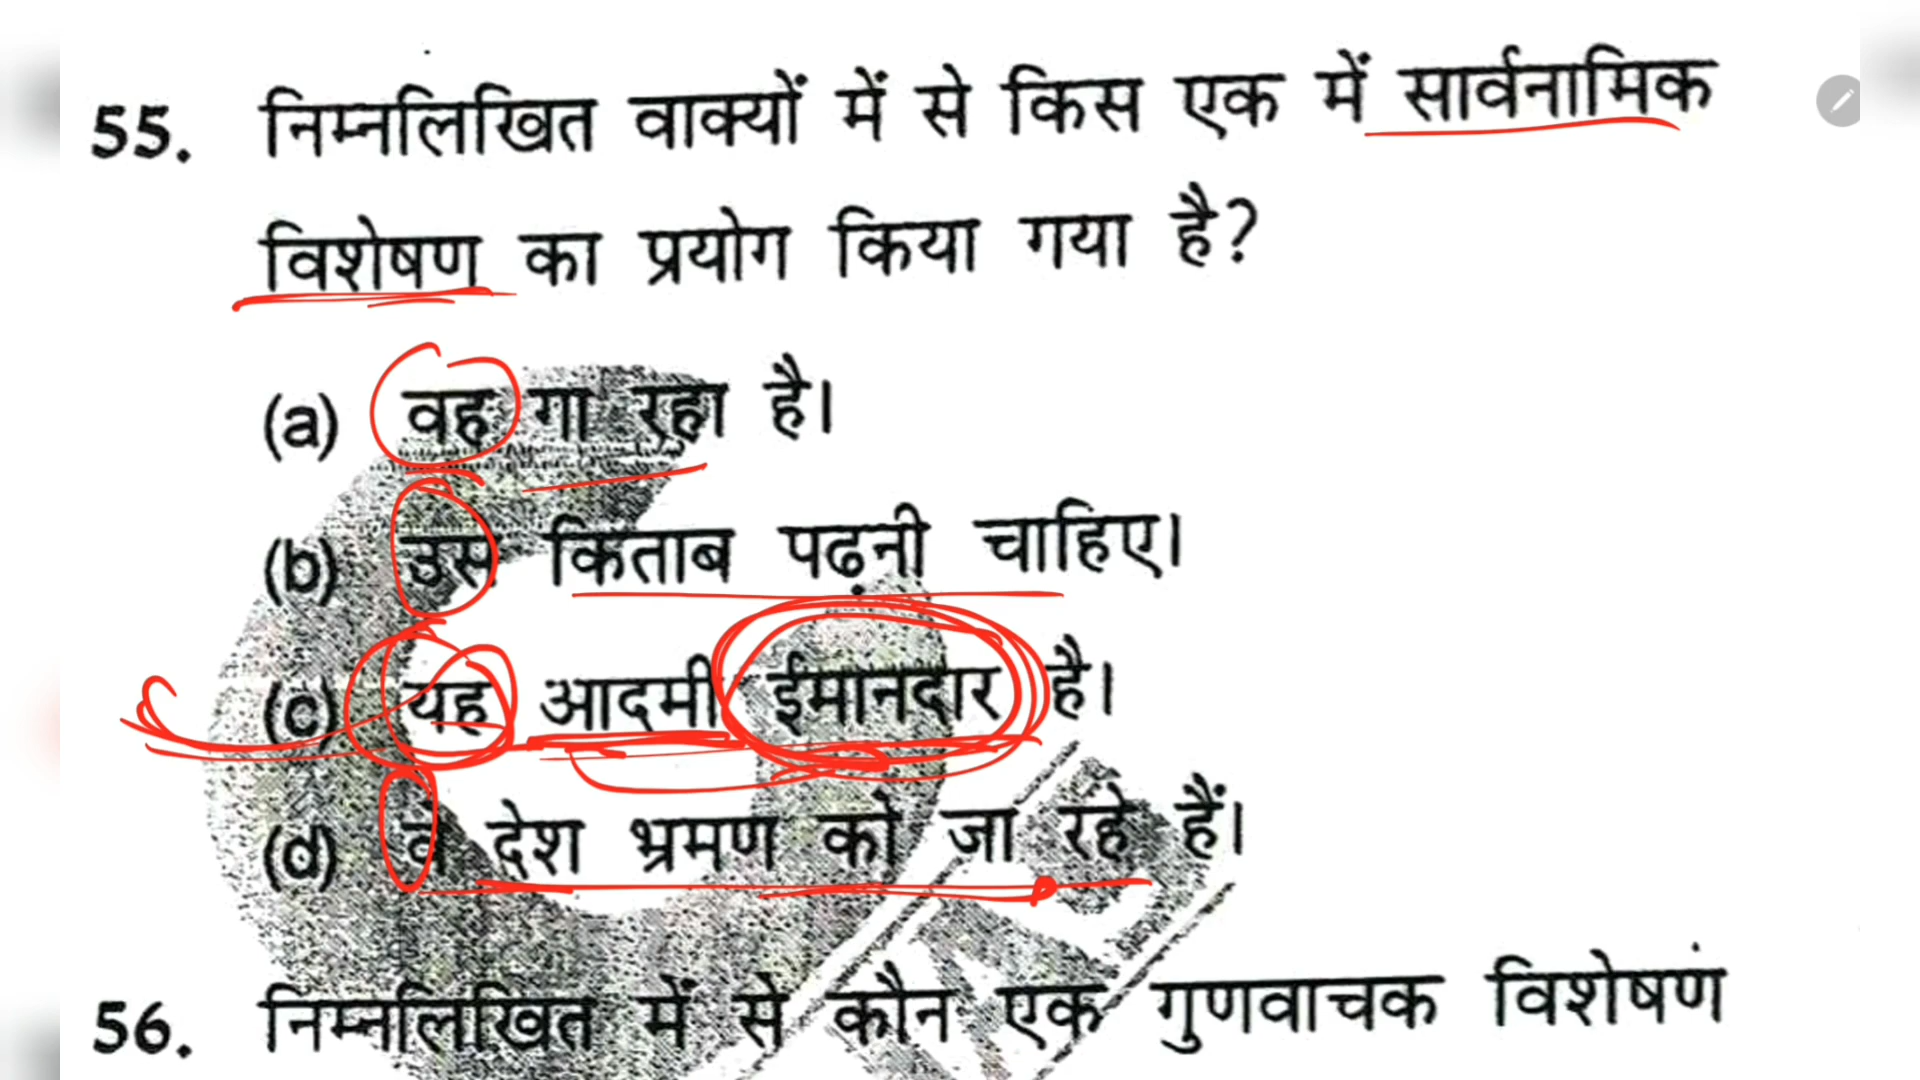 55. निम्नलिखित वाक्यों में से किस एक में सार्वनामिक
विशेषण का प्रयोग किया गया है?
(a) वह गा रहा है।
(b) उस किताब पढ़नी चाहिए।
(c) यह आदमी ईमानदार है।
(d) वे देश भ्रमण को जा रहे हैं।
56. निम्नलिखित में से कौन एक गुणवाचक विशेषण